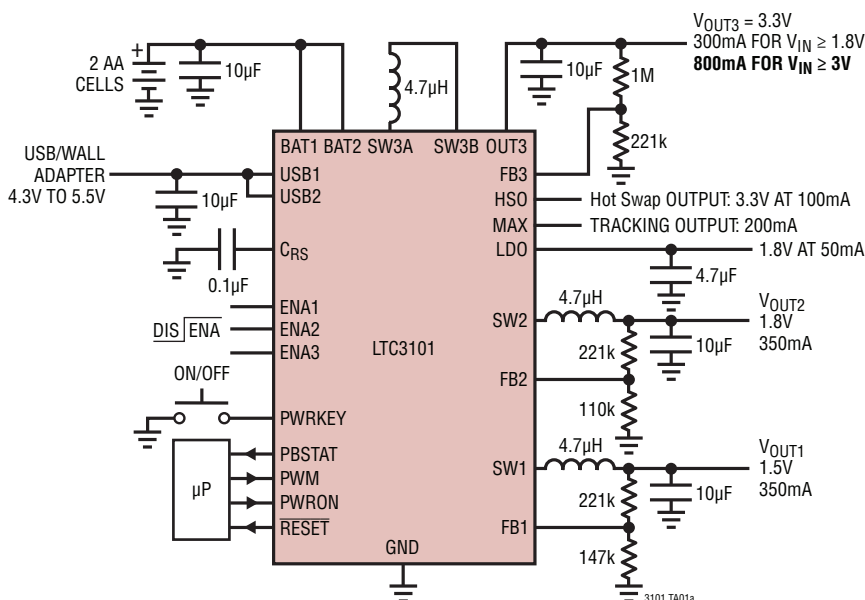 2 AA
CELLS
+
10µF
4.7µH
10µF
1M
221k
VOUT3 = 3.3V
300mA FOR VIN ≥ 1.8V
800mA FOR VIN ≥ 3V
BAT1 BAT2 SW3A SW3B OUT3
USB/WALL
ADAPTER
4.3V TO 5.5V
10µF
USB1
USB2
FB3
HSO
Hot Swap OUTPUT: 3.3V AT 100mA
MAX
TRACKING OUTPUT: 200mA
LDO
1.8V AT 50mA
4.7µF
0.1µF
CRS
ENA1
DIS ENA
ENA2
ENA3
LTC3101
4.7µH
SW2
221k
10µF
VOUT2
1.8V
350mA
FB2
110k
ON/OFF
PWRKEY
µP
PBSTAT
PWM
PWRON
RESET
4.7µH
SW1
221k
10µF
VOUT1
1.5V
350mA
FB1
147k
GND
3101 TA01a